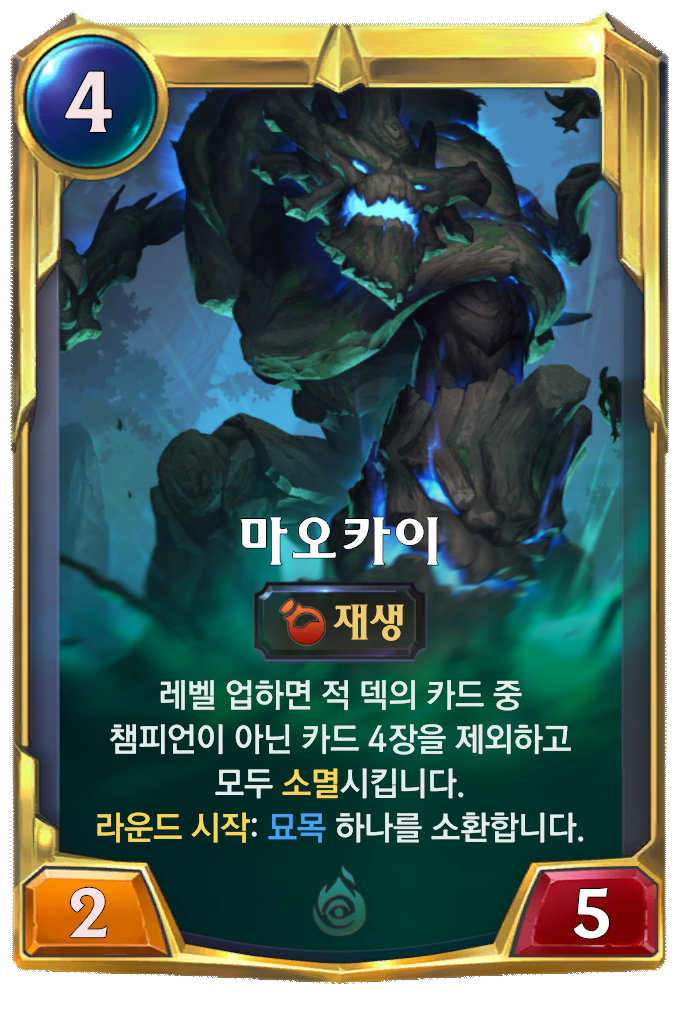 4
마오카이
재생
레벨 업하면 적 덱의 카드 중
챔피언이 아닌 카드 4장을 제외하고
모두 소멸시킵니다.
라운드 시작: 묘목 하나를 소환합니다.
2
5